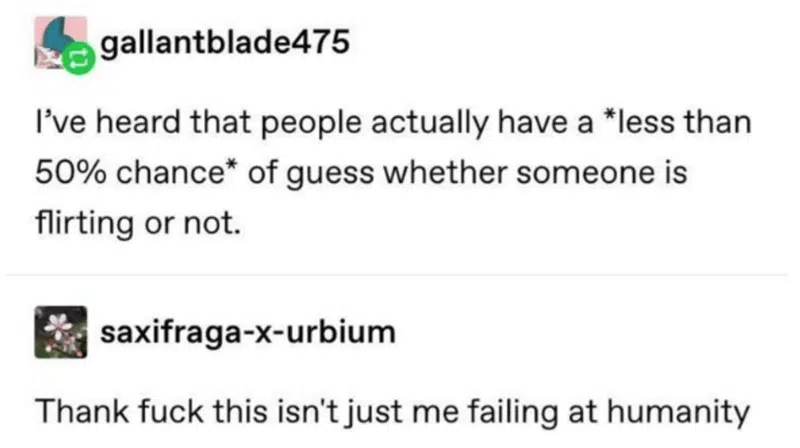 gallantblade475
I've heard that people actually have a *less than
50% chance* of guess whether someone is
flirting or not.
saxifraga-x-urbium
Thank fuck this isn't just me failing at humanity